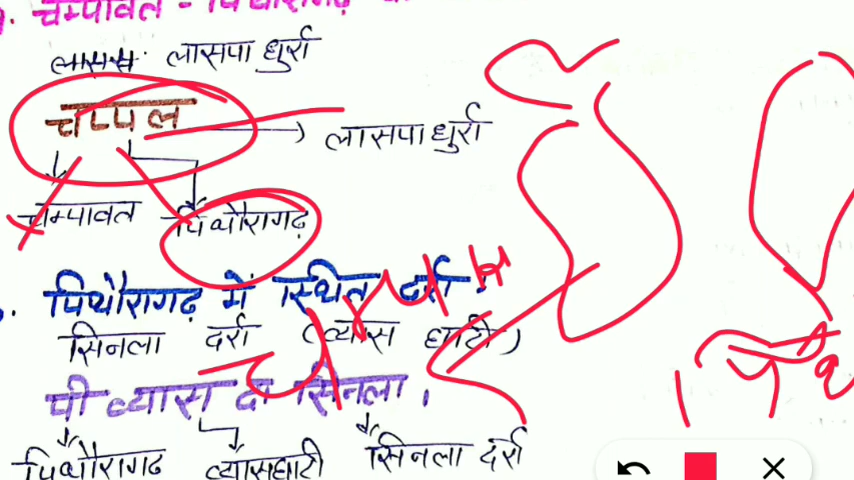 चम्पावत - पिथौरागढ़
लासपा धुर्रा
चप्पल → लासपा धुर्रा
चम्पावत पिथौरागढ़
पिथौरागढ़ में स्थित दर्रा -
सिनला दर्रा (व्यास घाटी)
पी व्यास दा सिनला ।
पिथौरागढ व्यासघाटी सिनला दर्रा